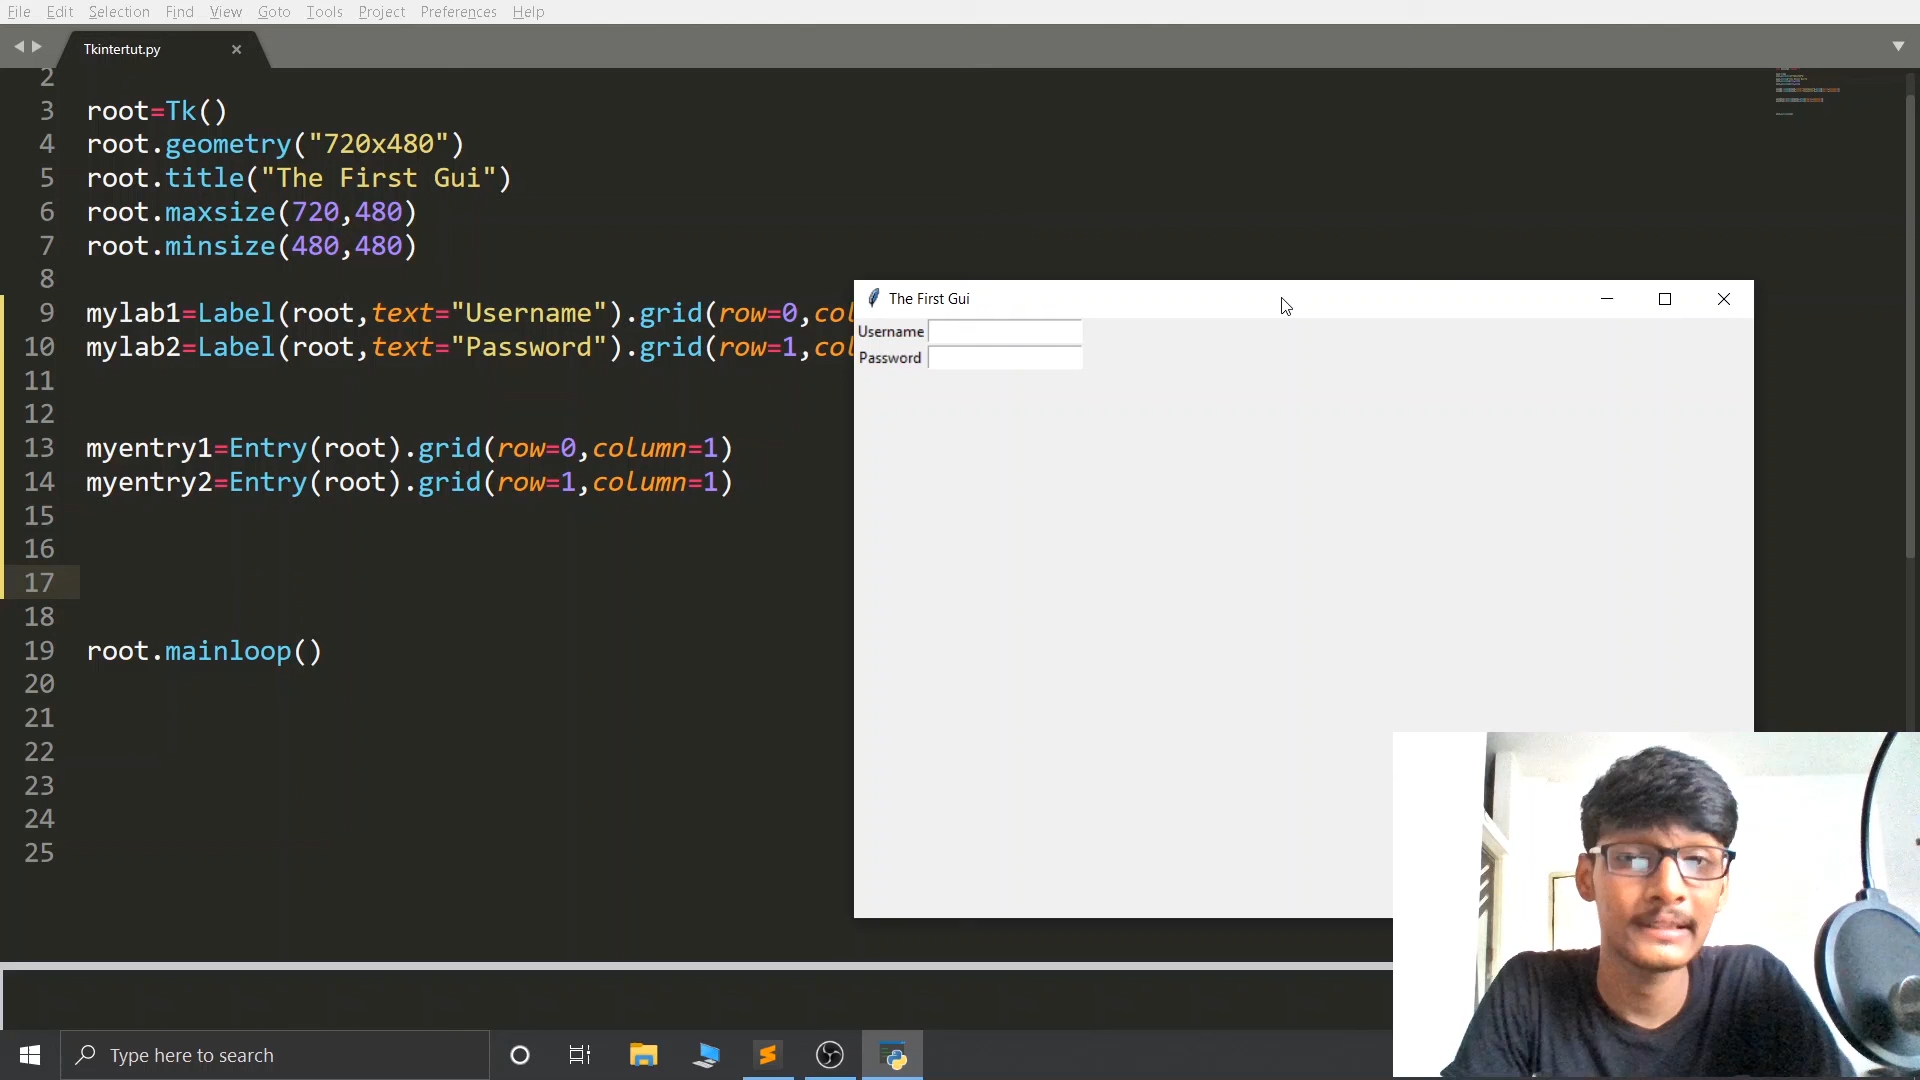 File Edit Selection Find View Goto Tools Project Preferences Help
Tkintertut.py
2
3 root=Tk()
4 root.geometry("720x480")
5 root.title("The First Gui")
6 root.maxsize(720,480)
7 root.minsize(480,480)
8
9 mylab1=Label(root,text="Username").grid(row=0,col
10 mylab2=Label(root,text="Password").grid(row=1,col
11
12
13 myentry1=Entry(root).grid(row=0,column=1)
14 myentry2=Entry(root).grid(row=1,column=1)
15
16
17
18
19 root.mainloop()
20
21
22
23
24
25
The First Gui
Username
Password
Type here to search